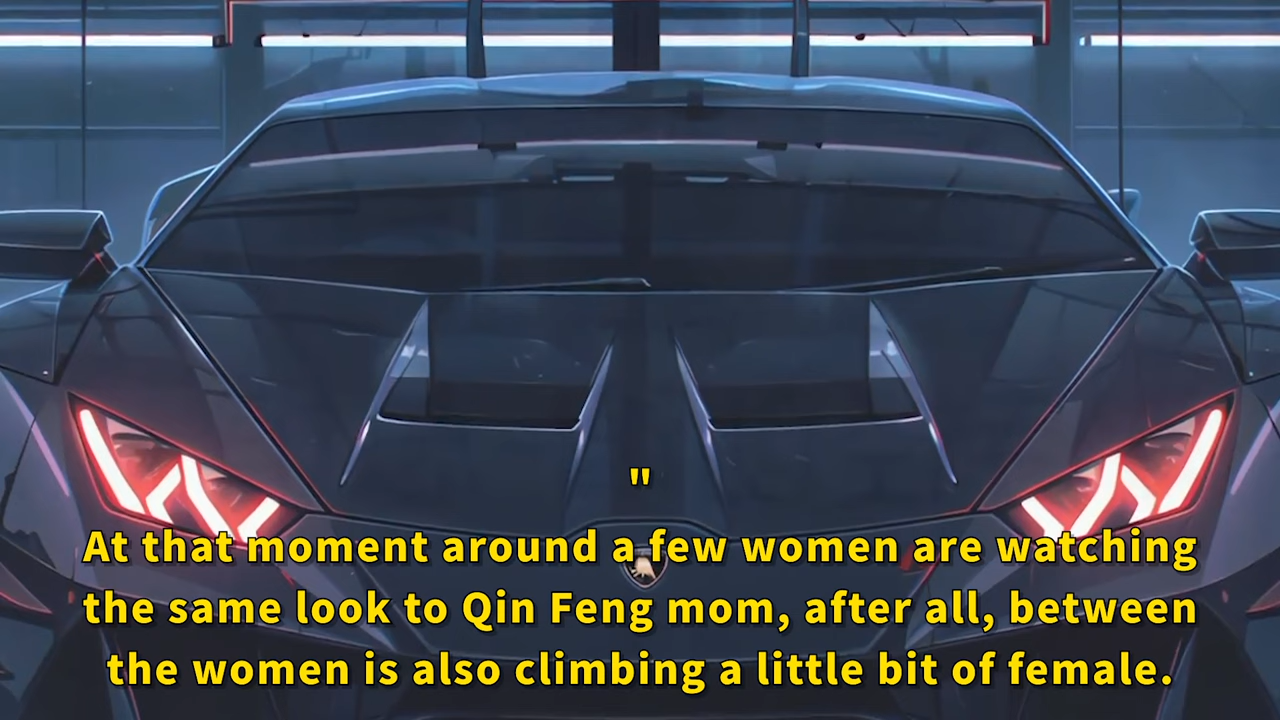 "
At that moment around a few women are watching
the same look to Qin Feng mom, after all, between
the women is also climbing a little bit of female.